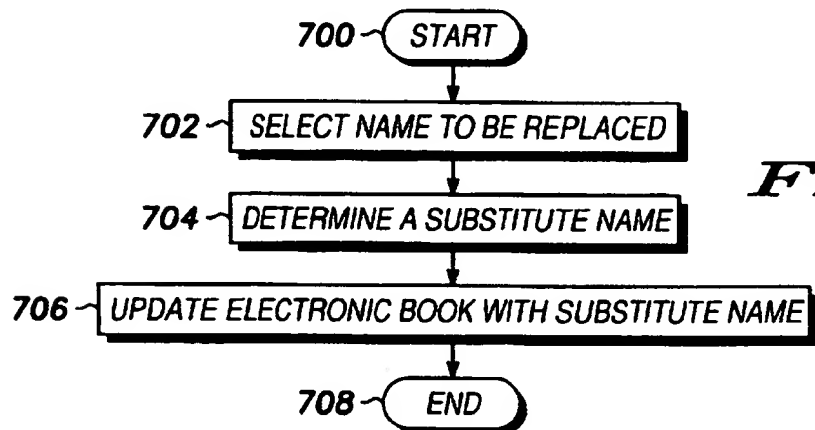 700 START
702 SELECT NAME TO BE REPLACED
704 DETERMINE A SUBSTITUTE NAME
706 UPDATE ELECTRONIC BOOK WITH SUBSTITUTE NAME
708 END